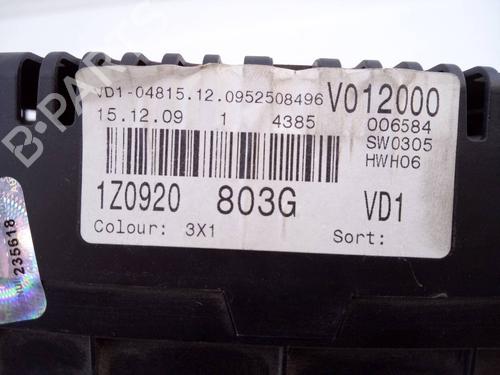 VD1-04815.12.0952508496 V012000
15.12.09 1 4385 006584
SW0305
HWH06
1Z0920 803G VD1
Colour: 3X1 Sort:
235618
B-PARTS